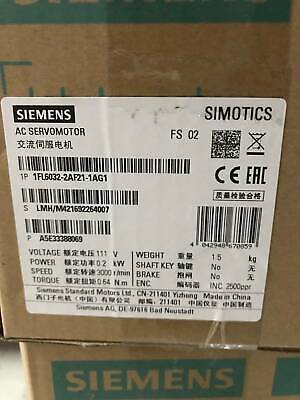 SIEMENS
SIMOTICS
AC SERVOMOTOR
交流伺服电机
FS 02
1P 1FL6032-2AF21-1AG1
S LMH/M421692264007
P A5E33388069
CE EAC
质量检验合格
4 042948 670859
VOLTAGE 额定电压 111 V WEIGHT 重量 1.5 kg
POWER 额定功率 0.2 kW SHAFT KEY 轴键 No 无
SPEED 额定转速 3000 r/min BRAKE 抱闸 No 无
TORQUE 额定扭矩 0.64 N.m ENC 编码器 INC 2500ppr
Siemens Standard Motors Ltd., CN-211401 Yizheng Made in China
西门子电机（中国）有限公司 211401 中国仪征 中国制造
Siemens AG, DE-97616 Bad Neustadt
SIEMENS